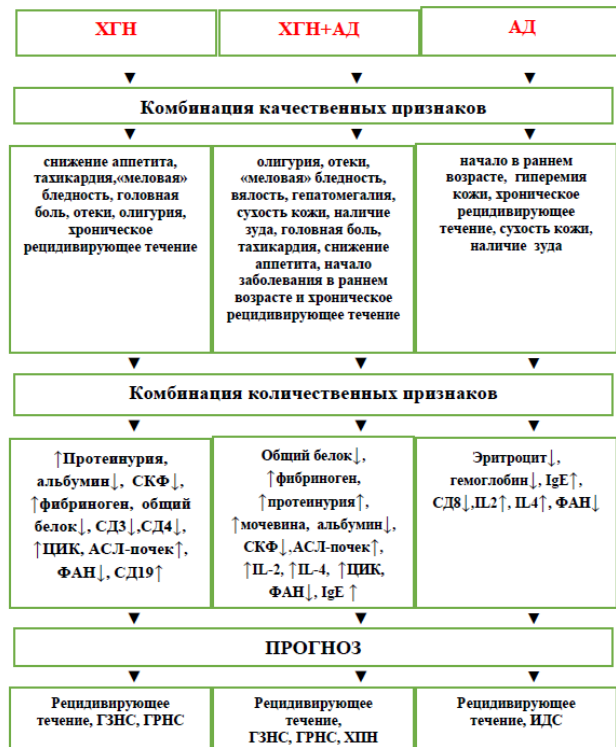 ХГН
ХГН+АД
АД
Комбинация качественных признаков
снижение аппетита,
тахикардия,«меловая»
бледность, головная
боль, отеки, олигурия,
хроническое
рецидивирующее течение
олигурия, отеки,
«меловая» бледность,
вялость, гепатомегалия,
сухость кожи, наличие
зуда, головная боль,
тахикардия, снижение
аппетита, начало
заболевания в раннем
возрасте и хроническое
рецидивирующее течение
начало в раннем
возрасте, гиперемия
кожи, хроническое
рецидивирующее
течение, сухость кожи,
наличие зуда
Комбинация количественных признаков
↑Протеинурия,
альбумин↓, СКФ↓,
↑фибриноген, общий
белок↓, СД3↓,СД4↓,
↑ЦИК, АСЛ-почек↑,
ФАН↓, СД19↑
Общий белок↓,
↑фибриноген,
↑протеинурия↑,
↑мочевина, альбумин↓,
СКФ↓,АСЛ-почек↑,
↑IL-2, ↑IL-4, ↑ЦИК,
ФАН↓, IgE ↑
Эритроцит↓,
гемоглобин↓, IgE↑,
СД8↓,IL2↑, IL4↑, ФАН↓
ПРОГНОЗ
Рецидивирующее
течение, ГЗНС, ГРНС
Рецидивирующее
течение,
ГЗНС, ГРНС, ХПН
Рецидивирующее
течение, ИДС